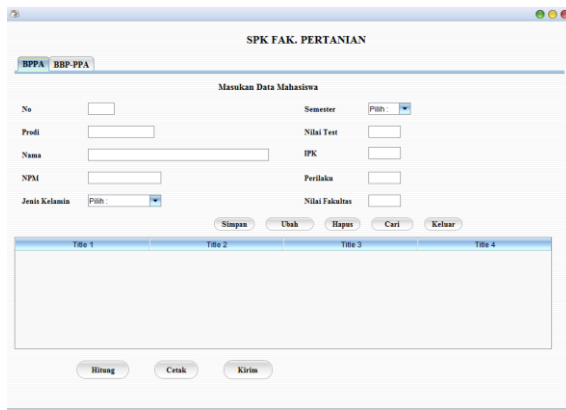 SPK FAK. PERTANIAN
BPPA BBP-PPA
Masukan Data Mahasiswa
No Semester Pilih :
Prodi Nilai Test
Nama IPK
NPM Perilaku
Jenis Kelamin Pilih : Nilai Fakultas
Simpan Ubah Hapus Cari Keluar
Title 1 Title 2 Title 3 Title 4
Hitung Cetak Kirim